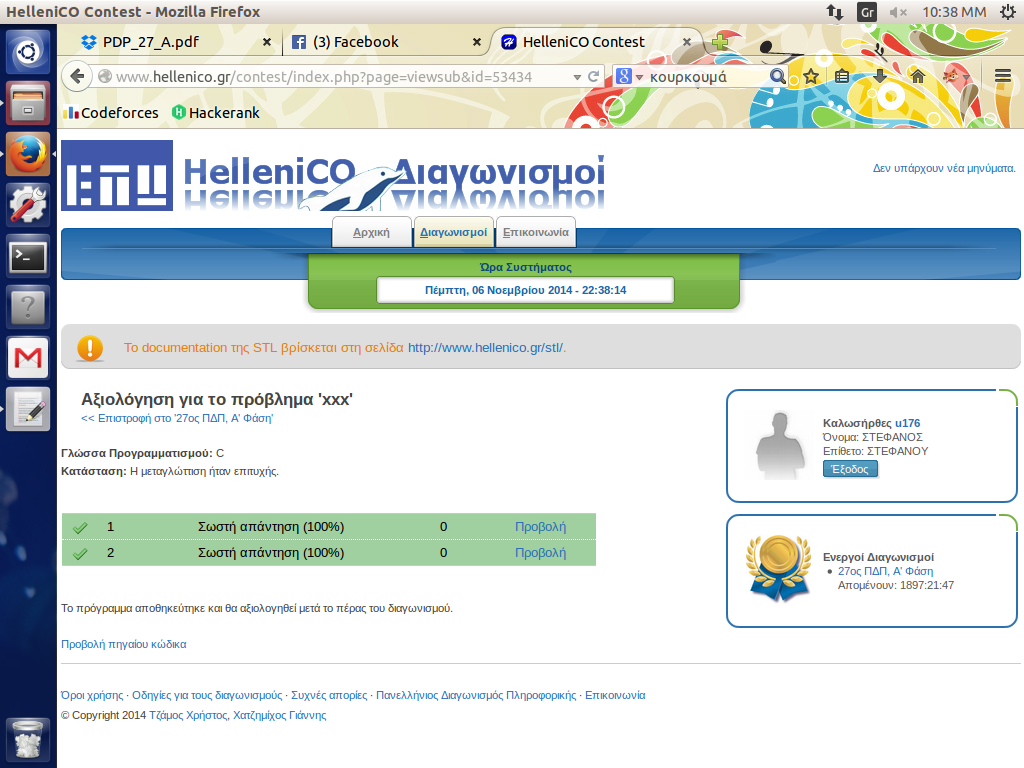 HelleniCO Contest - Mozilla Firefox
Gr
10:38 ΜΜ
PDP_27_A.pdf
(3) Facebook
HelleniCO Contest
www.hellenico.gr/contest/index.php?page=viewsub&id=53434
κουρκουμά
Codeforces
Hackerank
HelleniCO Διαγωνισμοί
Δεν υπάρχουν νέα μηνύματα.
Αρχική
Διαγωνισμοί
Επικοινωνία
Ώρα Συστήματος
Πέμπτη, 06 Νοεμβρίου 2014 - 22:38:14
Το documentation της STL βρίσκεται στη σελίδα http://www.hellenico.gr/stl/.
Αξιολόγηση για το πρόβλημα 'xxx'
<< Επιστροφή στο '27ος ΠΔΠ, Α' Φάση'
Γλώσσα Προγραμματισμού: C
Κατάσταση: Η μεταγλώττιση ήταν επιτυχής.
1 Σωστή απάντηση (100%) 0 Προβολή
2 Σωστή απάντηση (100%) 0 Προβολή
Το πρόγραμμα αποθηκεύτηκε και θα αξιολογηθεί μετά το πέρας του διαγωνισμού.
Προβολή πηγαίου κώδικα
Καλωσήρθες u176
Όνομα: ΣΤΕΦΑΝΟΣ
Επίθετο: ΣΤΕΦΑΝΟΥ
Έξοδος
Ενεργοί Διαγωνισμοί
27ος ΠΔΠ, Α' Φάση
Απομένουν: 1897:21:47
Όροι χρήσης · Οδηγίες για τους διαγωνισμούς · Συχνές απορίες · Πανελλήνιος Διαγωνισμός Πληροφορικής · Επικοινωνία
© Copyright 2014 Τζάμος Χρήστος, Χατζημίχος Γιάννης